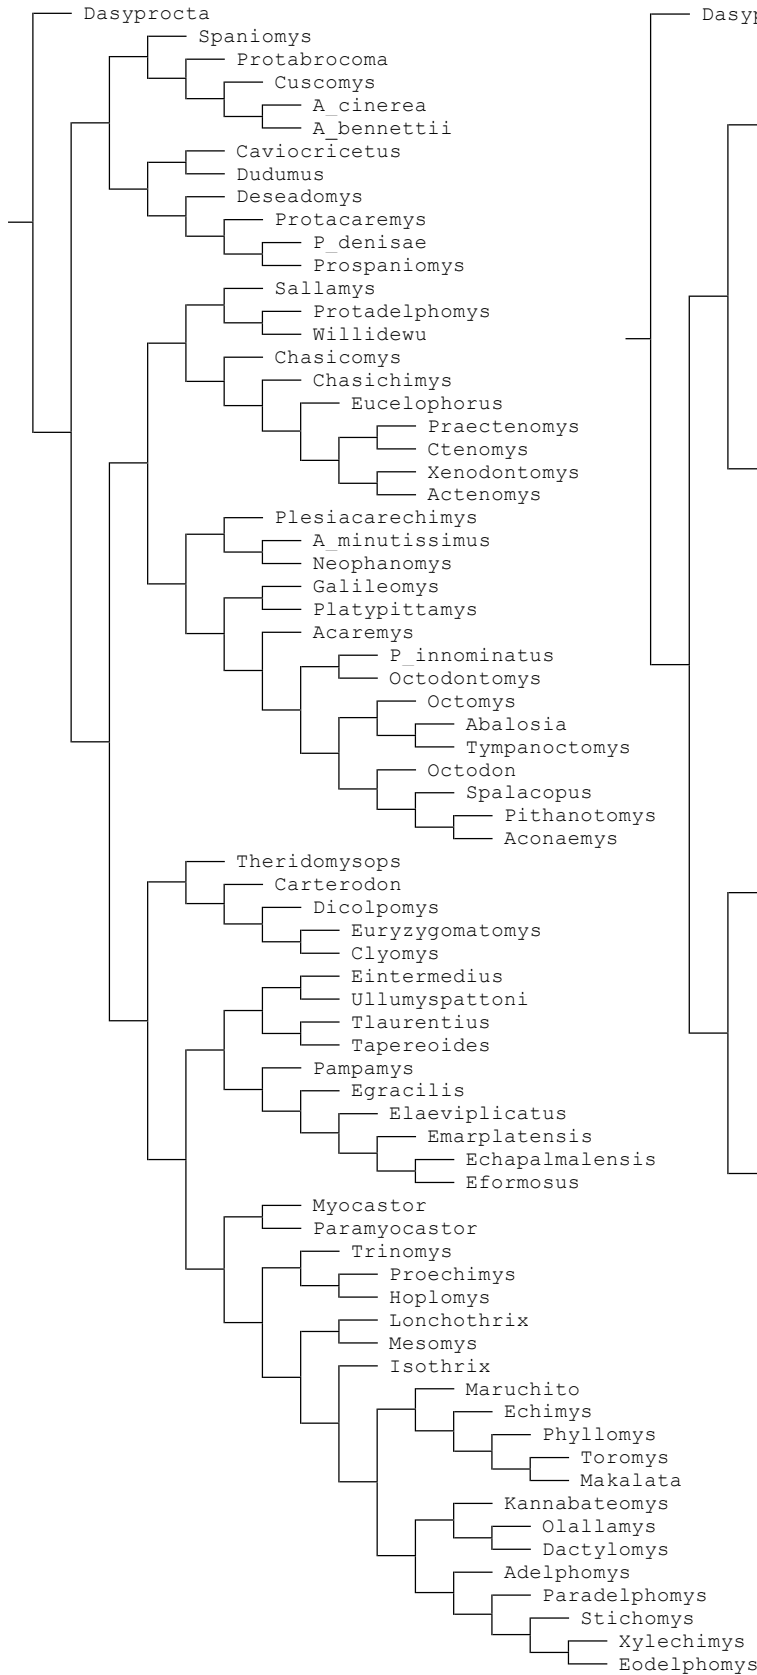 Dasyprocta
Spaniomys
Protabrocoma
Cuscomys
A_cinerea
A_bennettii
Caviocricetus
Dudumus
Deseadomys
Protacaremys
P_denisae
Prospaniomys
Sallamys
Protadelphomys
Willidewu
Chasicomys
Chasichimys
Eucelophorus
Praectenomys
Ctenomys
Xenodontomys
Actenomys
Plesiacarechimys
A_minutissimus
Neophanomys
Galileomys
Platypittamys
Acaremys
P_innominatus
Octodontomys
Octomys
Abalosia
Tympanoctomys
Octodon
Spalacopus
Pithanotomys
Aconaemys
Theridomysops
Carterodon
Dicolpomys
Euryzygomatomys
Clyomys
Eintermedius
Ullumyspattoni
Tlaurentius
Tapereoides
Pampamys
Egracilis
Elaeviplicatus
Emarplatensis
Echapalmalensis
Eformosus
Myocastor
Paramyocastor
Trinomys
Proechimys
Hoplomys
Lonchothrix
Mesomys
Isothrix
Maruchito
Echimys
Phyllomys
Toromys
Makalata
Kannabateomys
Olallamys
Dactylomys
Adelphomys
Paradelphomys
Stichomys
Xylechimys
Eodelphomys